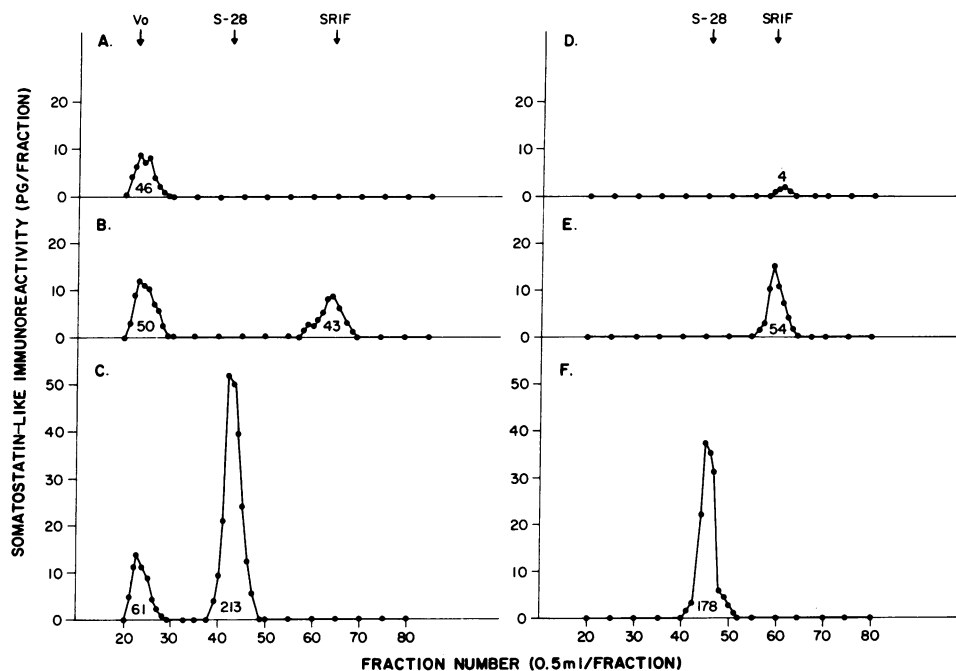 Vo S-28 SRIF S-28 SRIF
A. D.
20 20
10 10
46 4
0 0
B. E.
20 20
10 10
50 43 54
0 0
C. F.
50 50
40 40
30 30
20 20
10 10
61 213 178
0 0
20 30 40 50 60 70 80 20 30 40 50 60 70 80
SOMATOSTATIN-LIKE IMMUNOREACTIVITY (PG/FRACTION)
FRACTION NUMBER (0.5ml/FRACTION)